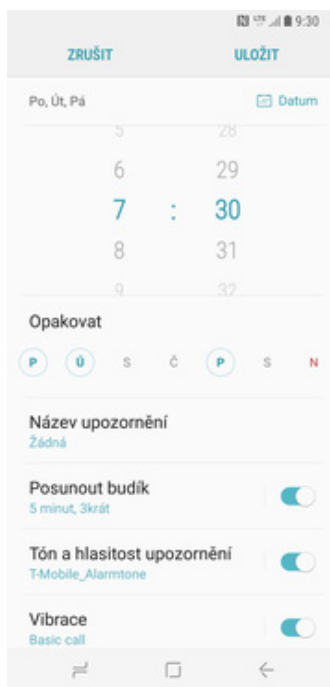 9:30
ZRUŠIT ULOŽIT
Po, Út, Pá Datum
5 28
6 29
7 : 30
8 31
9 32
Opakovat
P Ú S Č P S N
Název upozornění
Žádná
Posunout budík
5 minut, 3krát
Tón a hlasitost upozornění
T-Mobile_Alarmtone
Vibrace
Basic call